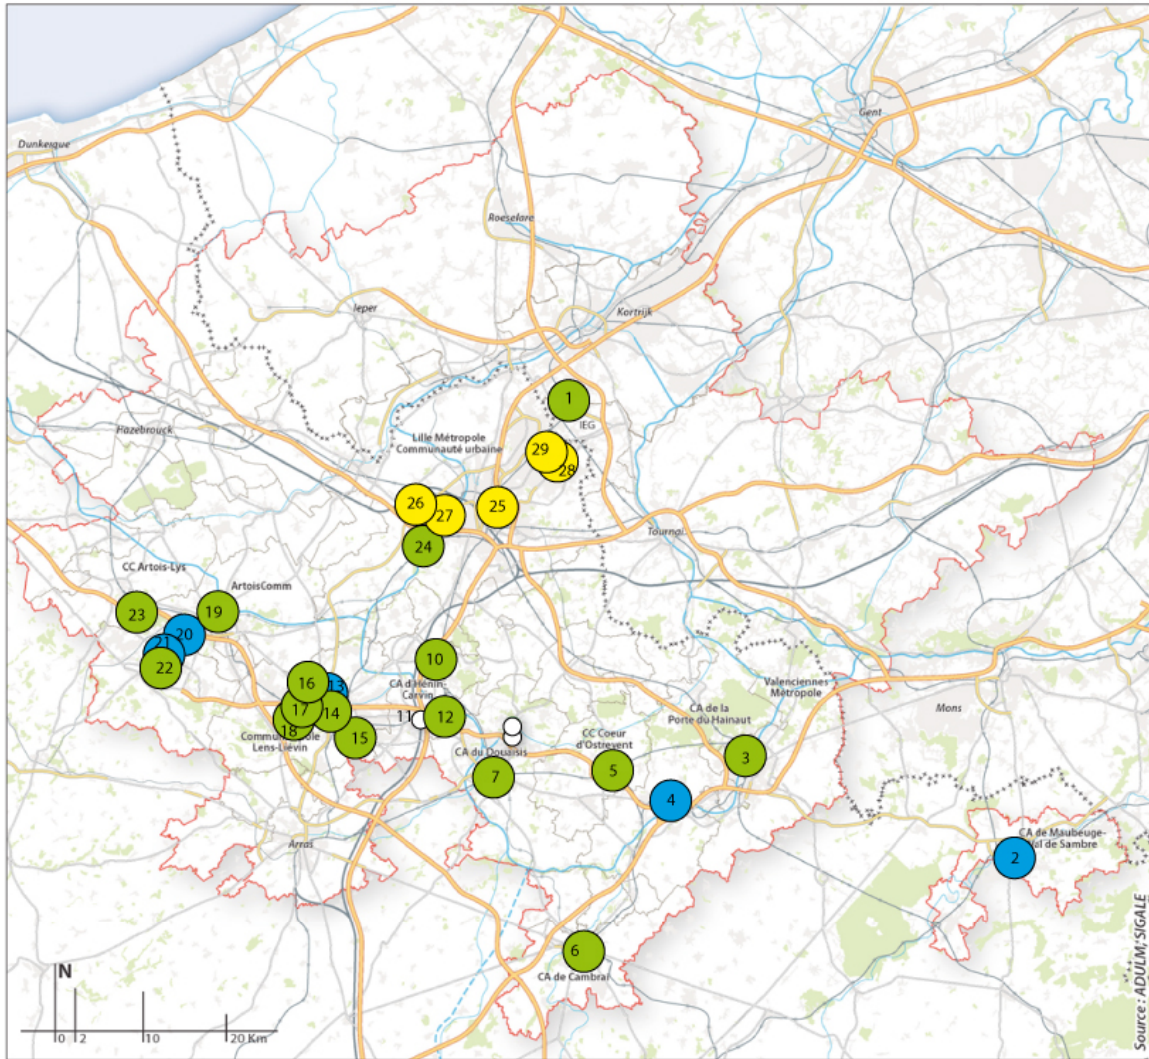 Gent
Dunkerque
Roeselare
Kortrijk
Ieper
1
IEG
Hazebrouck
Lille Métropole
Communauté urbaine
29
28
26
27
25
24
Tournai
CC Artois-Lys
ArtoisComm
23
19
20
21
22
10
16
13
CA d'Hénin-
Carvin
17
14
11
12
18
15
Lens-Liévin
Valenciennes
Métropole
Mons
CA de la
Porte du Hainaut
CC Coeur
d'Ostrevent
CA du Douaisis
7
5
3
4
Arras
CA de Maubeuge-
Val de Sambre
2
6
CA de Cambrai
N
0 2 10 20 Km
Source : ADULM, SIGALE